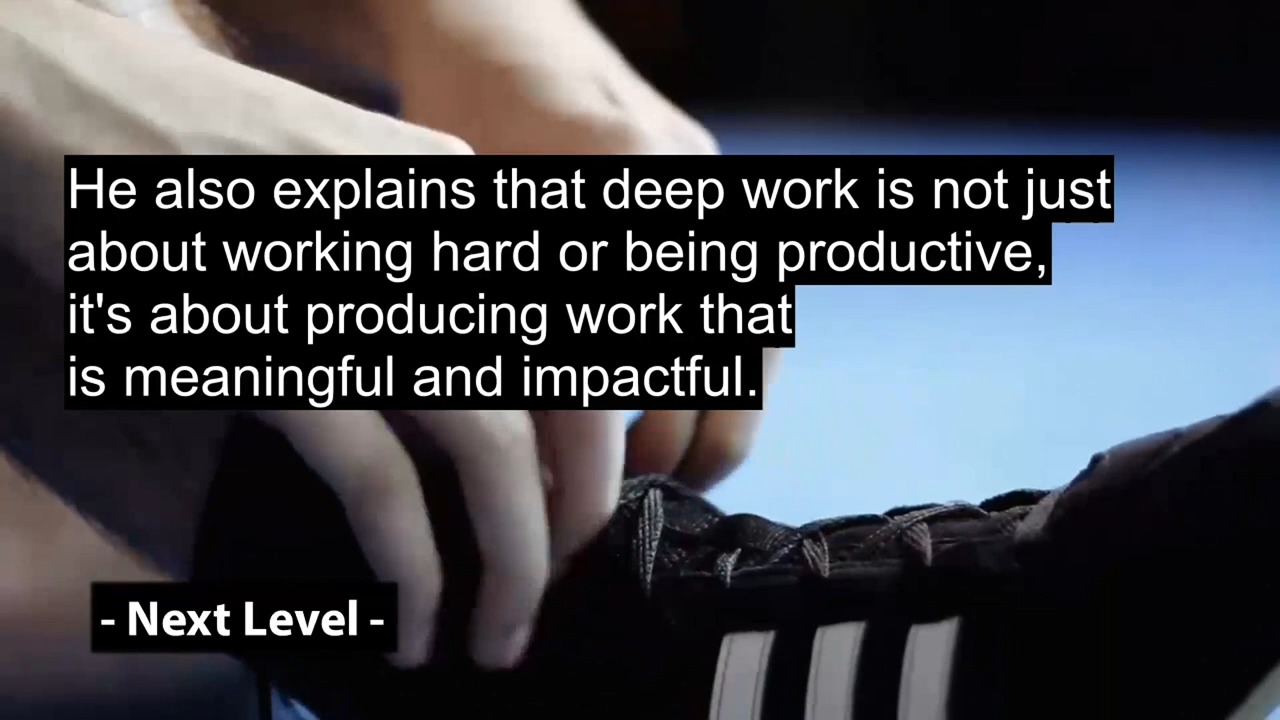 He also explains that deep work is not just
about working hard or being productive,
it's about producing work that
is meaningful and impactful.
- Next Level -